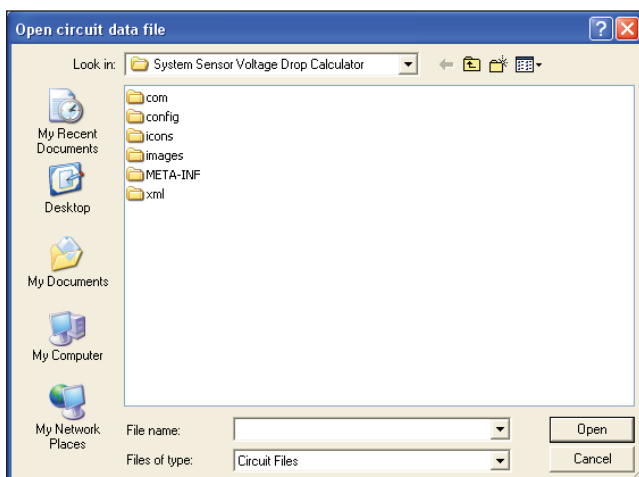 Open circuit data file
Look in: System Sensor Voltage Drop Calculator
My Recent
Documents
Desktop
My Documents
My Computer
My Network
Places
com
config
icons
images
META-INF
xml
File name:
Open
Files of type: Circuit Files
Cancel